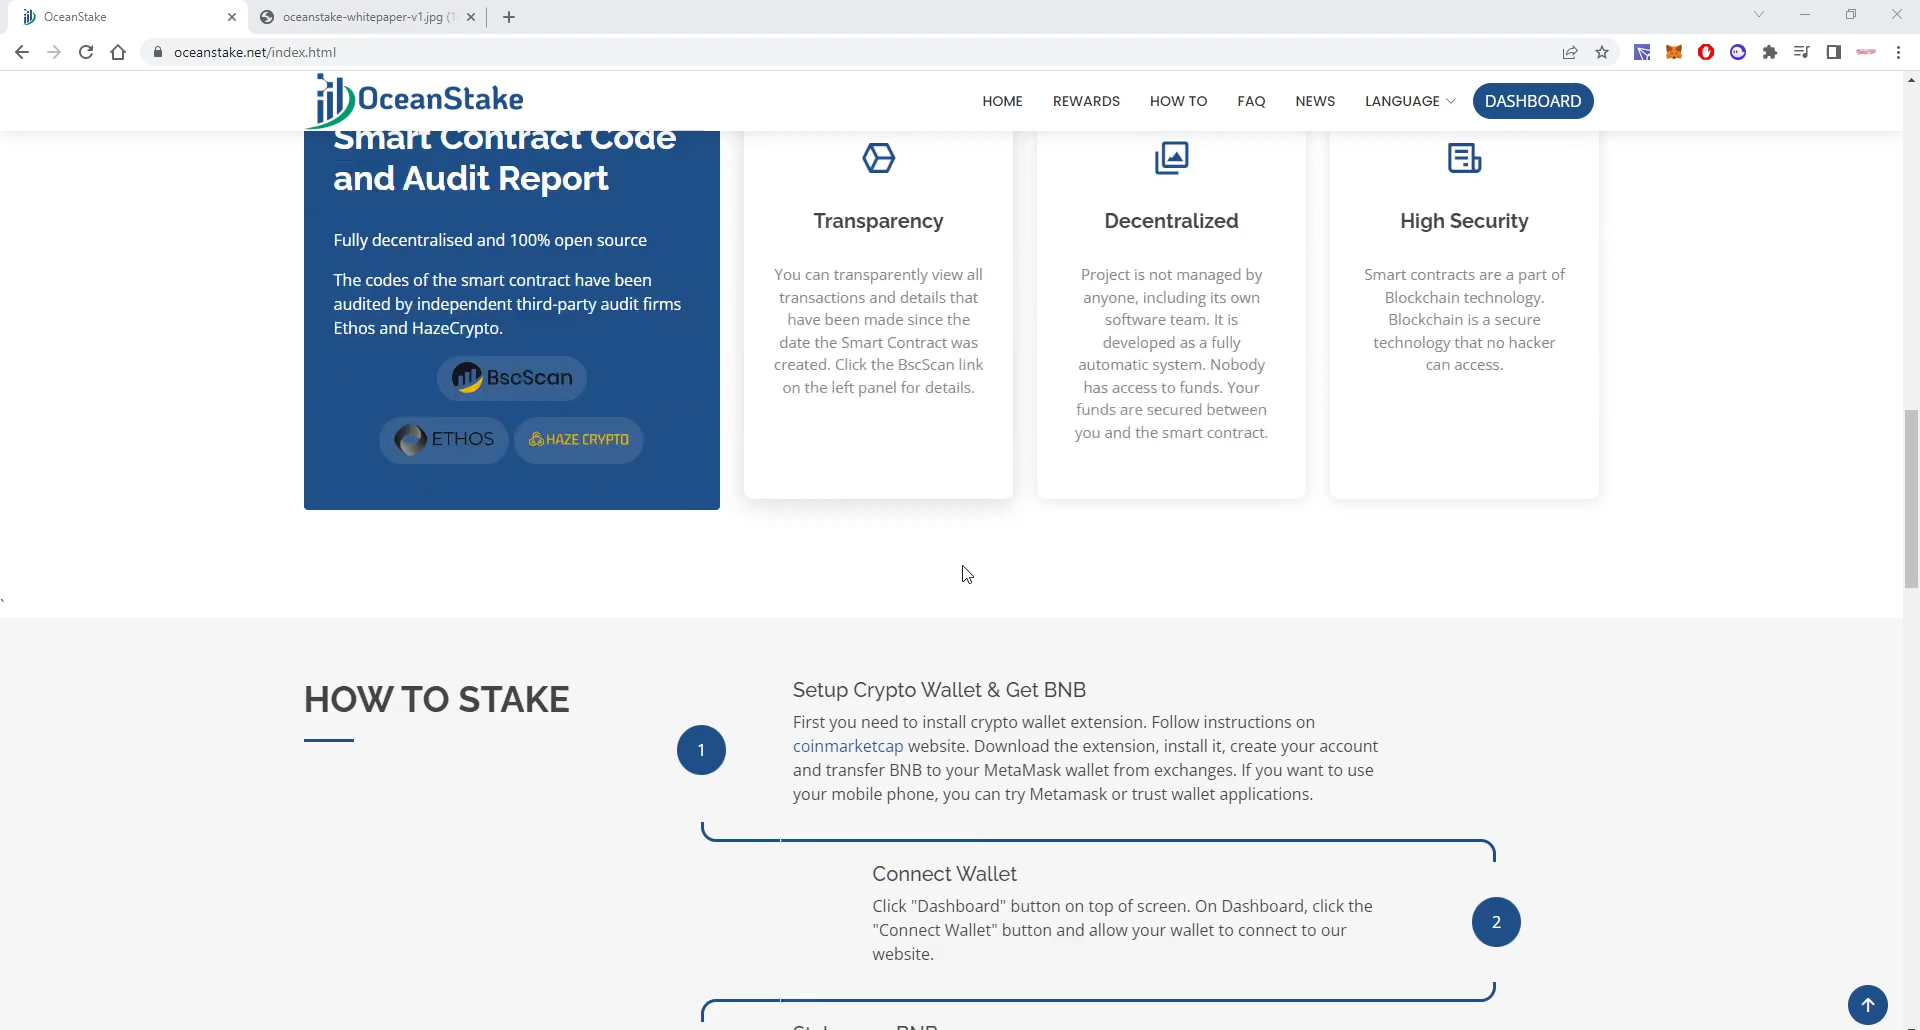 OceanStake
oceanstake-whitepaper-v1.jpg (1
oceanstake.net/index.html
OceanStake
HOME
REWARDS
HOW TO
FAQ
NEWS
LANGUAGE
DASHBOARD
Smart Contract Code
and Audit Report
Fully decentralised and 100% open source
The codes of the smart contract have been
audited by independent third-party audit firms
Ethos and HazeCrypto.
BscScan
ETHOS
HAZE CRYPTO
Transparency
You can transparently view all
transactions and details that
have been made since the
date the Smart Contract was
created. Click the BscScan link
on the left panel for details.
Decentralized
Project is not managed by
anyone, including its own
software team. It is
developed as a fully
automatic system. Nobody
has access to funds. Your
funds are secured between
you and the smart contract.
High Security
Smart contracts are a part of
Blockchain technology.
Blockchain is a secure
technology that no hacker
can access.
`
HOW TO STAKE
1
Setup Crypto Wallet & Get BNB
First you need to install crypto wallet extension. Follow instructions on
coinmarketcap website. Download the extension, install it, create your account
and transfer BNB to your MetaMask wallet from exchanges. If you want to use
your mobile phone, you can try Metamask or trust wallet applications.
Connect Wallet
Click "Dashboard" button on top of screen. On Dashboard, click the
"Connect Wallet" button and allow your wallet to connect to our
website.
2